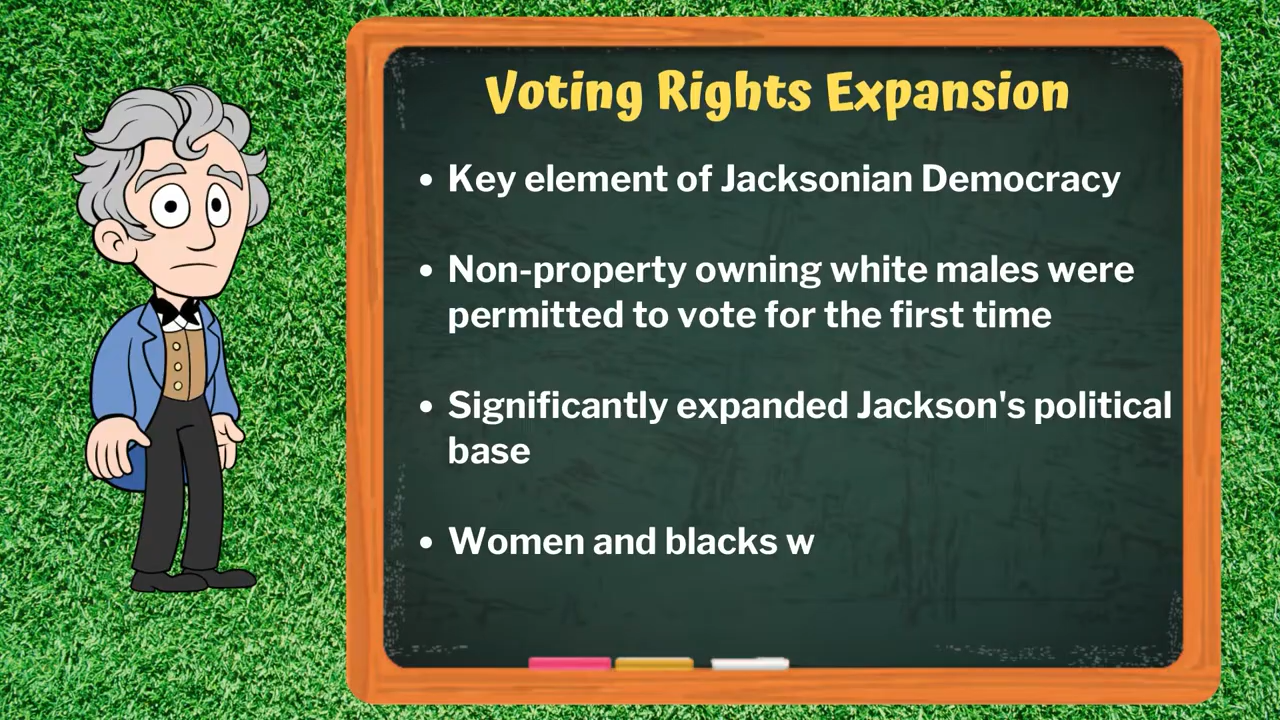 Voting Rights Expansion
• Key element of Jacksonian Democracy
• Non-property owning white males were
permitted to vote for the first time
• Significantly expanded Jackson's political
base
• Women and blacks w